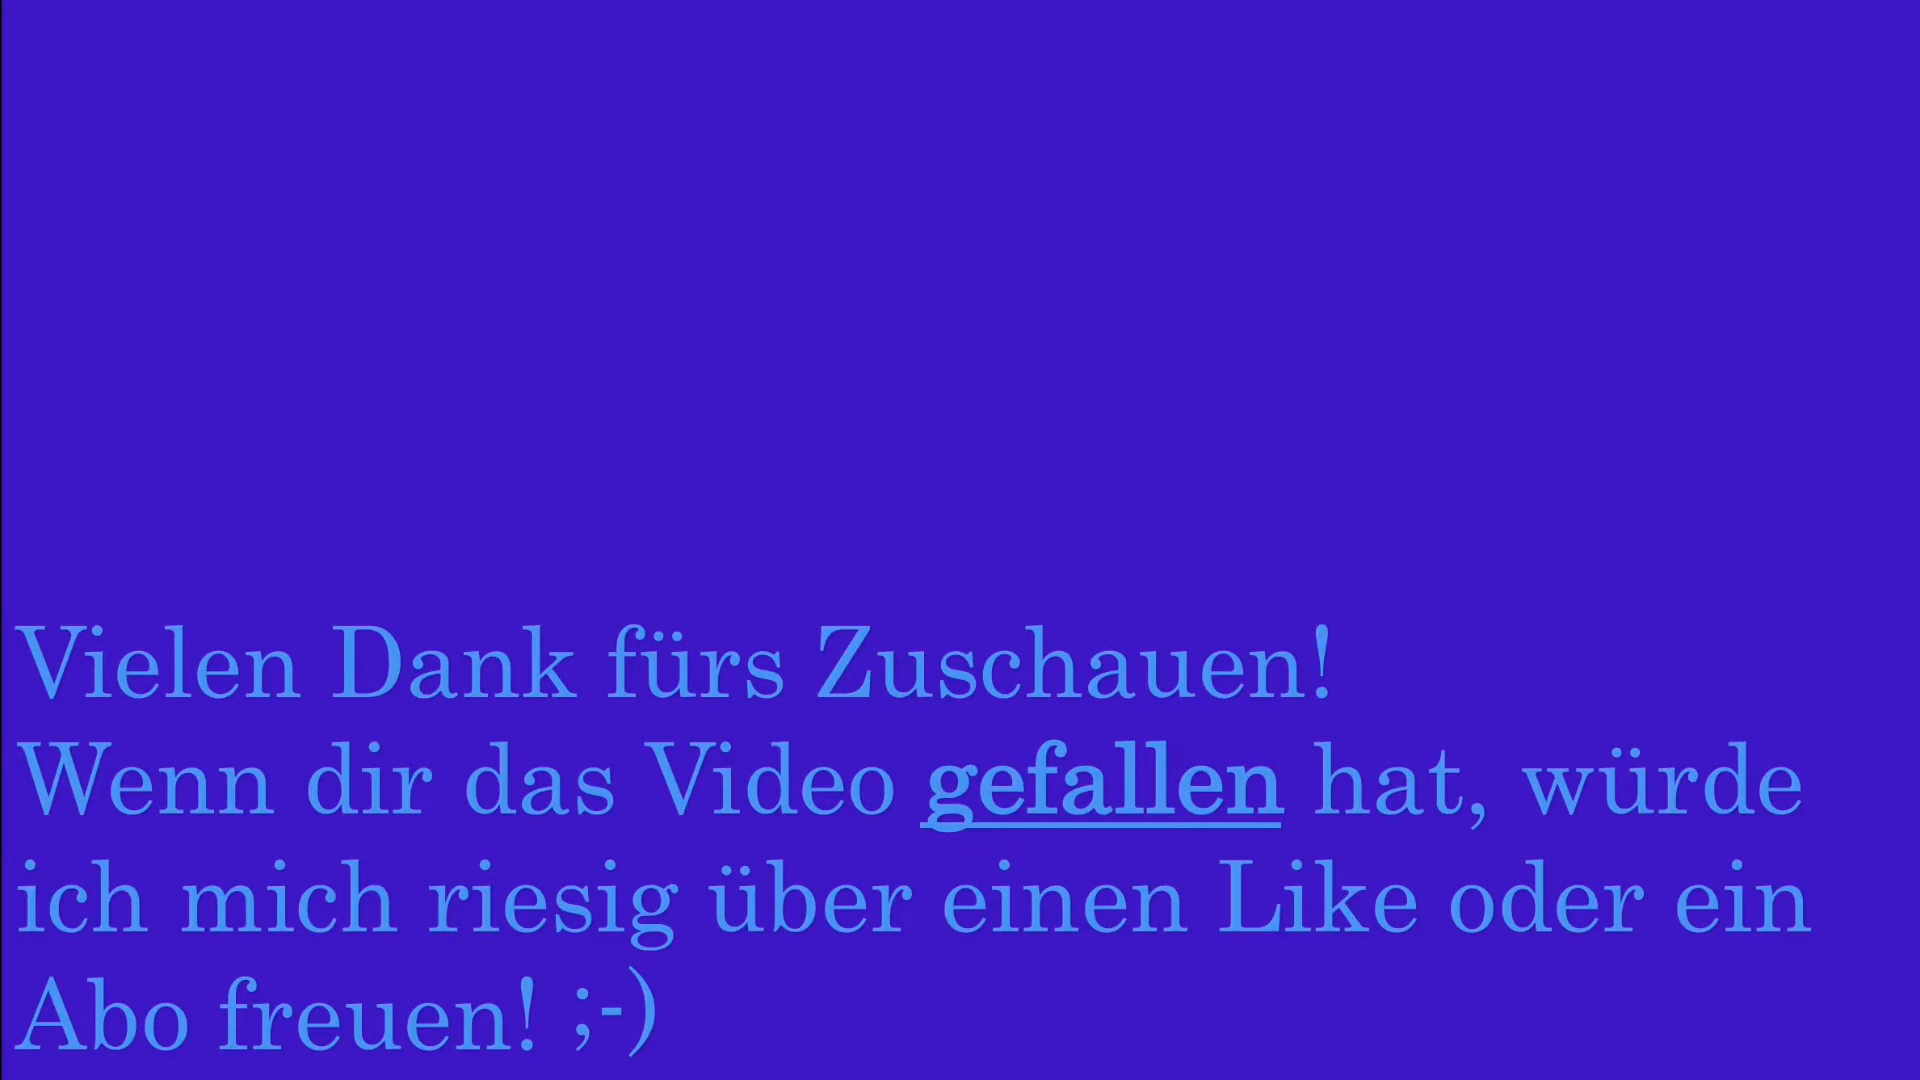 Vielen Dank fürs Zuschauen!
Wenn dir das Video gefallen hat, würde
ich mich riesig über einen Like oder ein
Abo freuen! ;-)